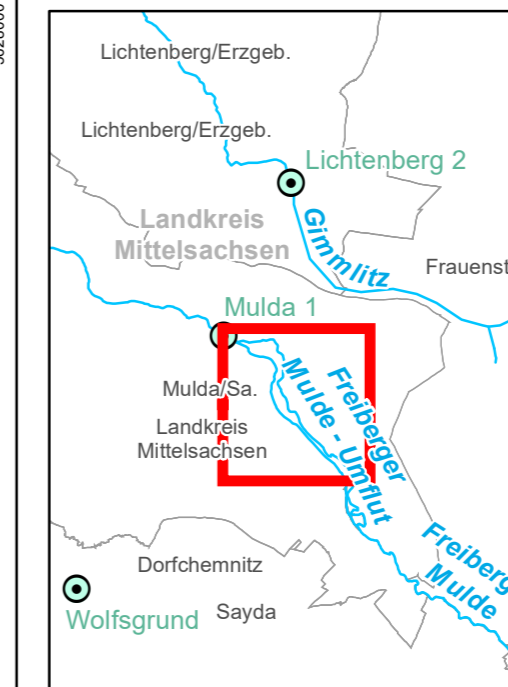 Lichtenberg/Erzgeb.
Lichtenberg/Erzgeb.
Lichtenberg 2
Landkreis
Mittelsachsen
Gimmlitz
Frauenst
Mulda 1
Mulda/Sa.
Landkreis
Mittelsachsen
Freiberger
Mulde - Umflut
Freiberg
Mulde
Dorfchemnitz
Wolfsgrund
Sayda